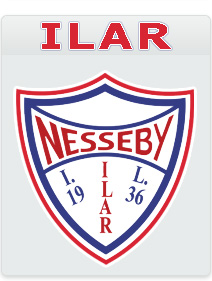 ILAR
NESSEBY
I. L.
19 36
ILAR